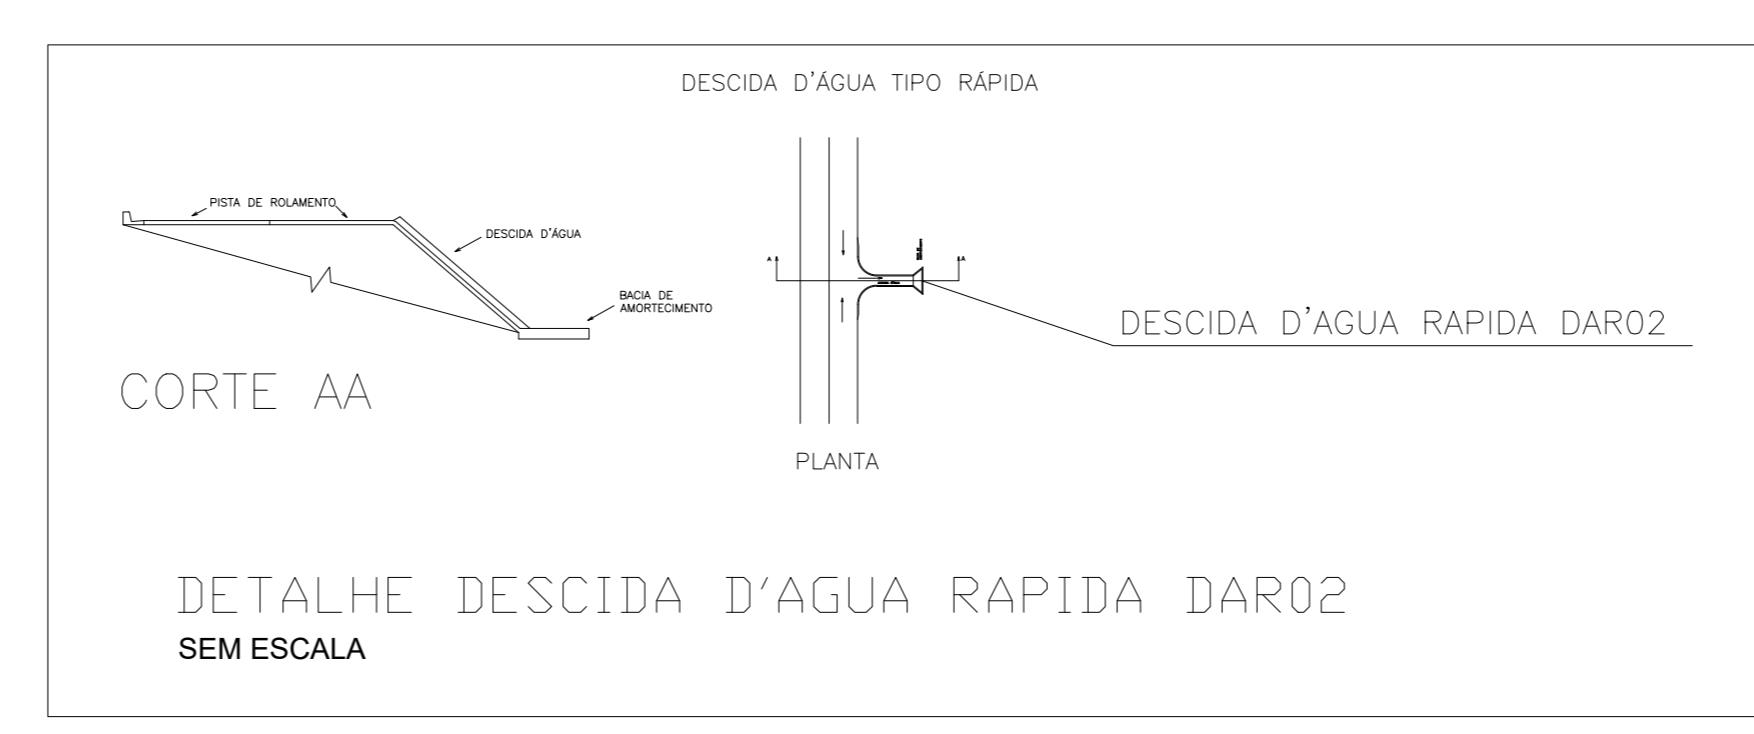 DESCIDA D'ÁGUA TIPO RÁPIDA
PISTA DE ROLAMENTO
DESCIDA D'ÁGUA
BACIA DE
AMORTECIMENTO
CORTE AA
A
A
DESCIDA D'AGUA RAPIDA DAR02
PLANTA
DETALHE DESCIDA D'AGUA RAPIDA DAR02
SEM ESCALA